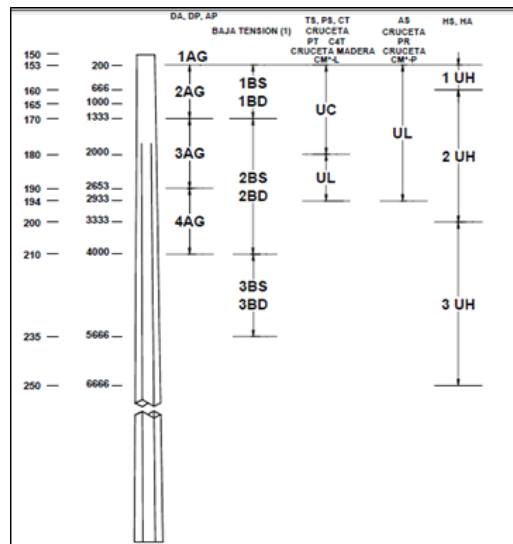 DA, DP, AP
BAJA TENSION (1)
TS, PS, CT
CRUCETA
PT C4T
CRUCETA MADERA
CM*-L
AS
CRUCETA
PR
CRUCETA
CM*-P
HS, HA
150
1AG
153 200
1BS
1BD
1 UH
666
2AG
160
1000
165
UC
170 1333
UL
2 UH
180 2000
3AG
UL
2BS
2BD
190 2653
194 2933
4AG
200 3333
210 4000
3BS
3BD
3 UH
235 5666
250 6666